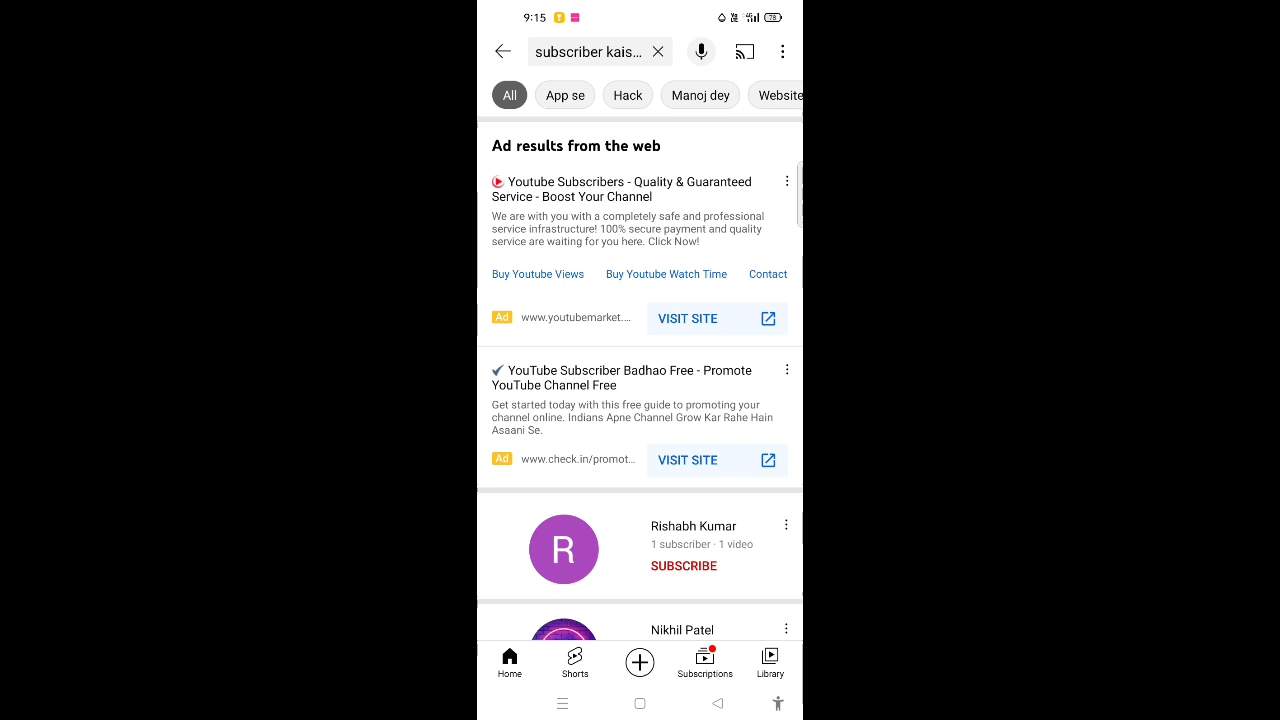 9:15
78
subscriber kais...
All App se Hack Manoj dey Website
Ad results from the web
Youtube Subscribers - Quality & Guaranteed
Service - Boost Your Channel
We are with you with a completely safe and professional
service infrastructure! 100% secure payment and quality
service are waiting for you here. Click Now!
Buy Youtube Views Buy Youtube Watch Time Contact
Ad www.youtubemarket.... VISIT SITE
YouTube Subscriber Badhao Free - Promote
YouTube Channel Free
Get started today with this free guide to promoting your
channel online. Indians Apne Channel Grow Kar Rahe Hain
Asaani Se.
Ad www.check.in/promot... VISIT SITE
R
Rishabh Kumar
1 subscriber · 1 video
SUBSCRIBE
Nikhil Patel
Home Shorts Subscriptions Library